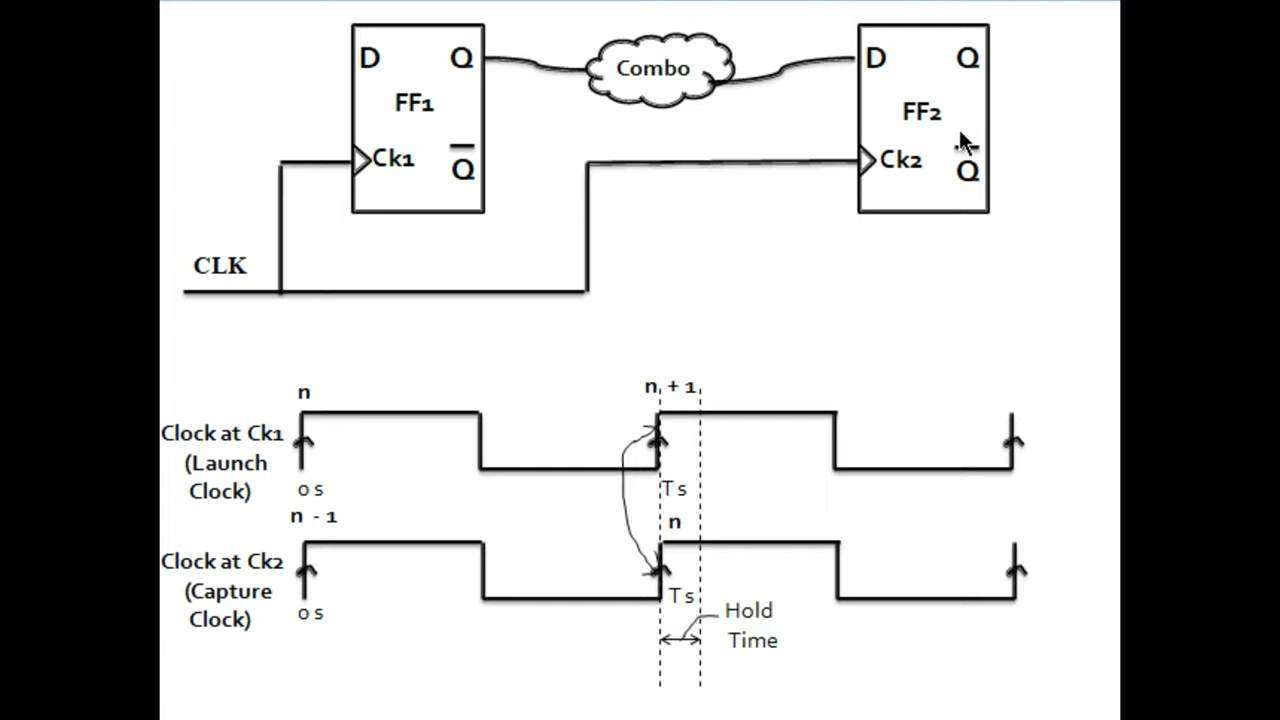 D Q
Combo
D Q
FF1
FF2
Ck1
Q
Ck2
Q
CLK
n
n + 1
Clock at Ck1
(Launch
Clock)
0 s
Ts
n - 1
n
Clock at Ck2
(Capture
Clock)
0 s
Ts
Hold
Time